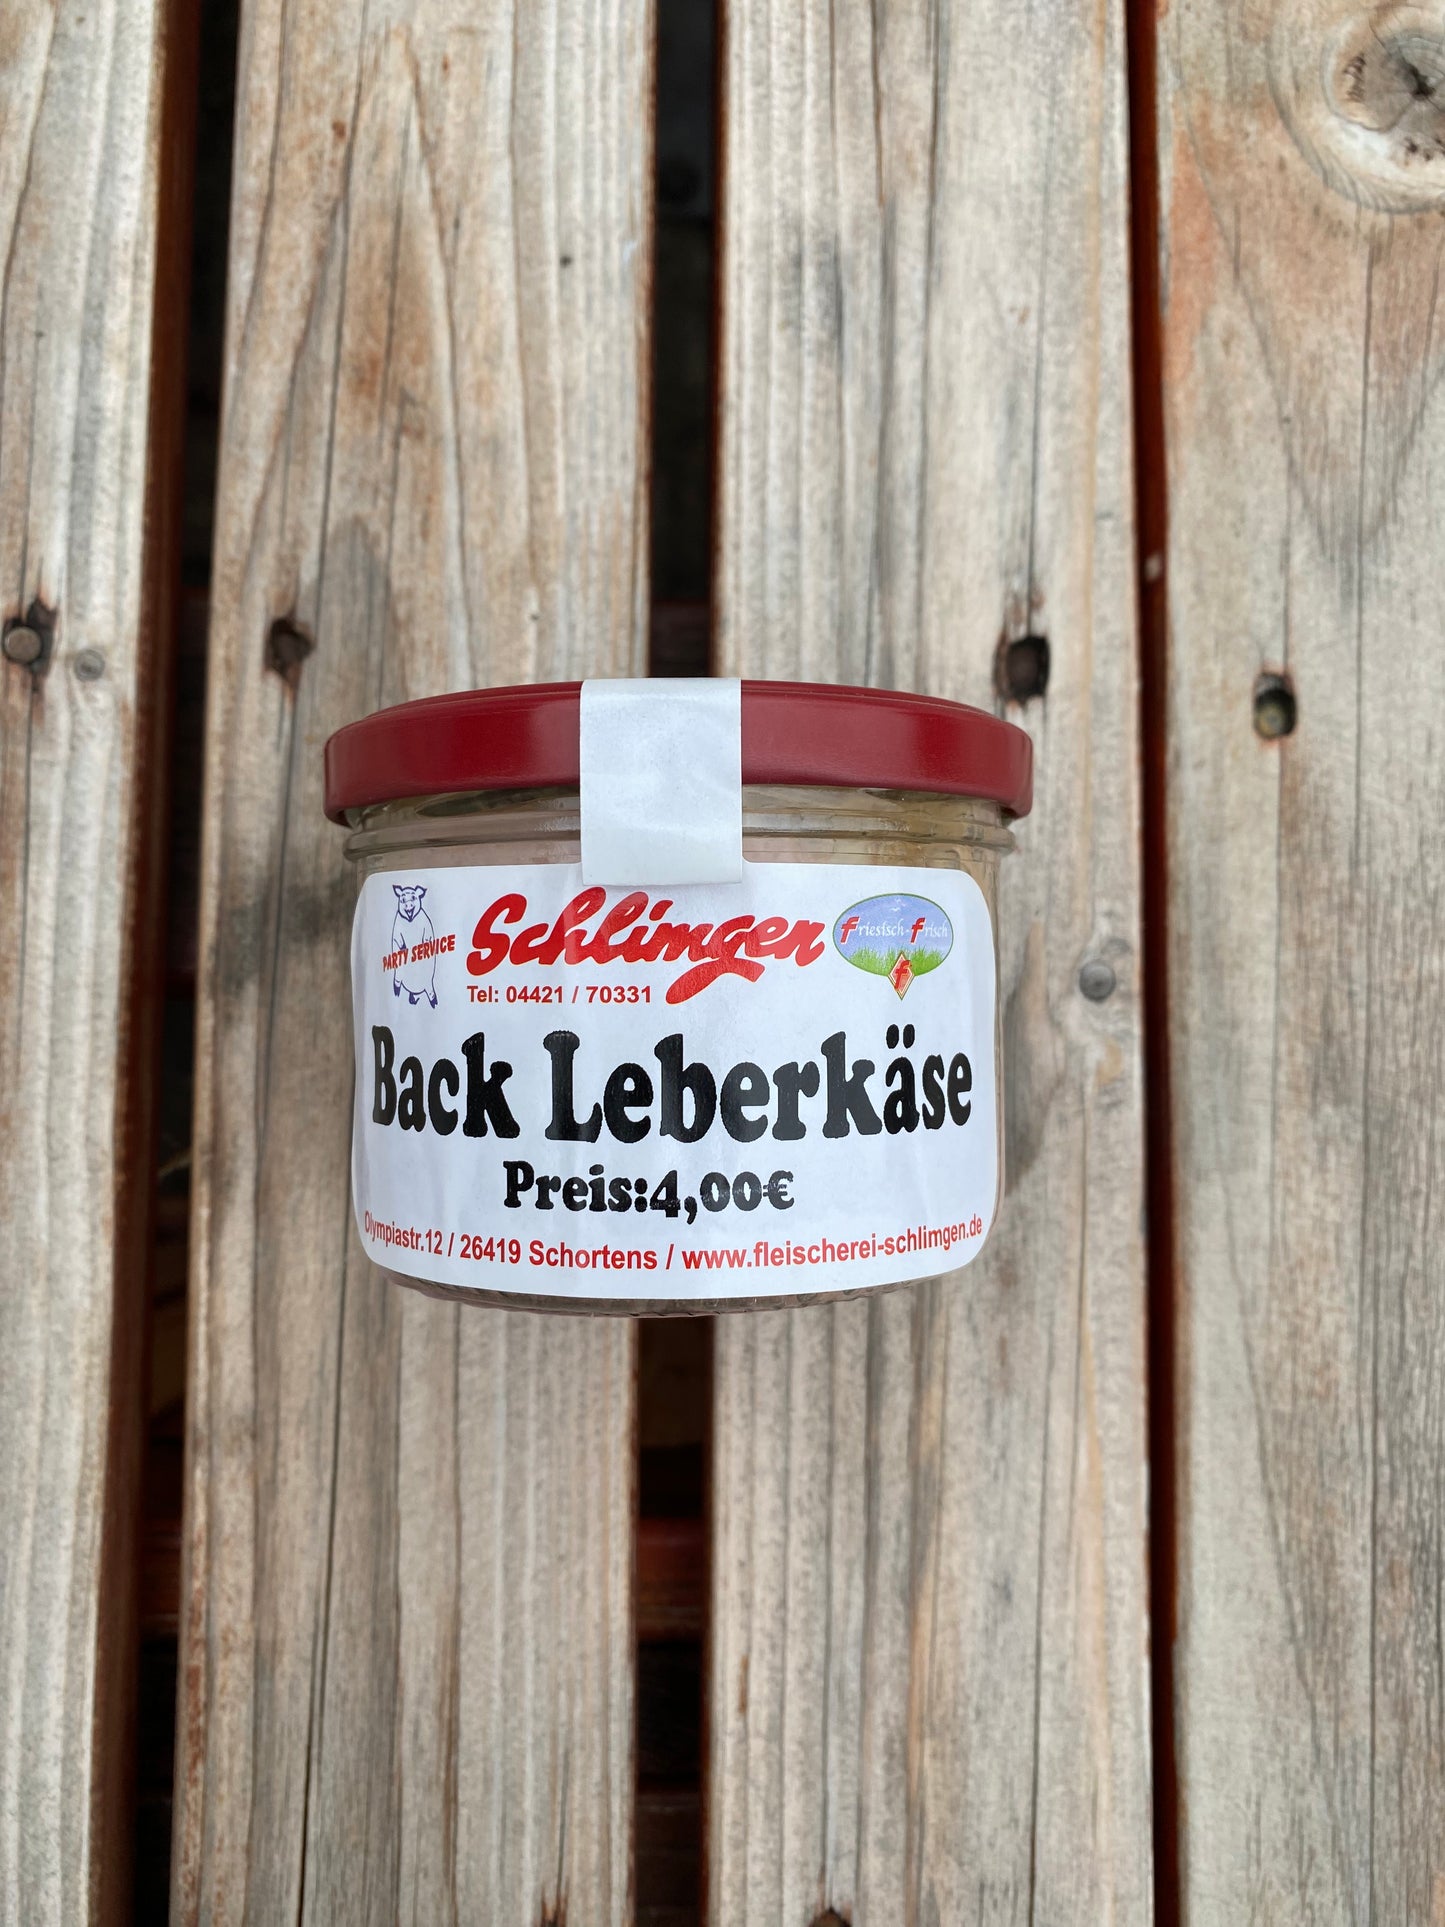 PARTY SERVICE
Schlimgen
friesisch-frisch
f
Tel: 04421 / 70331
Back Leberkäse
Preis:4,00€
Olympiastr.12 / 26419 Schortens / www.fleischerei-schlimgen.de